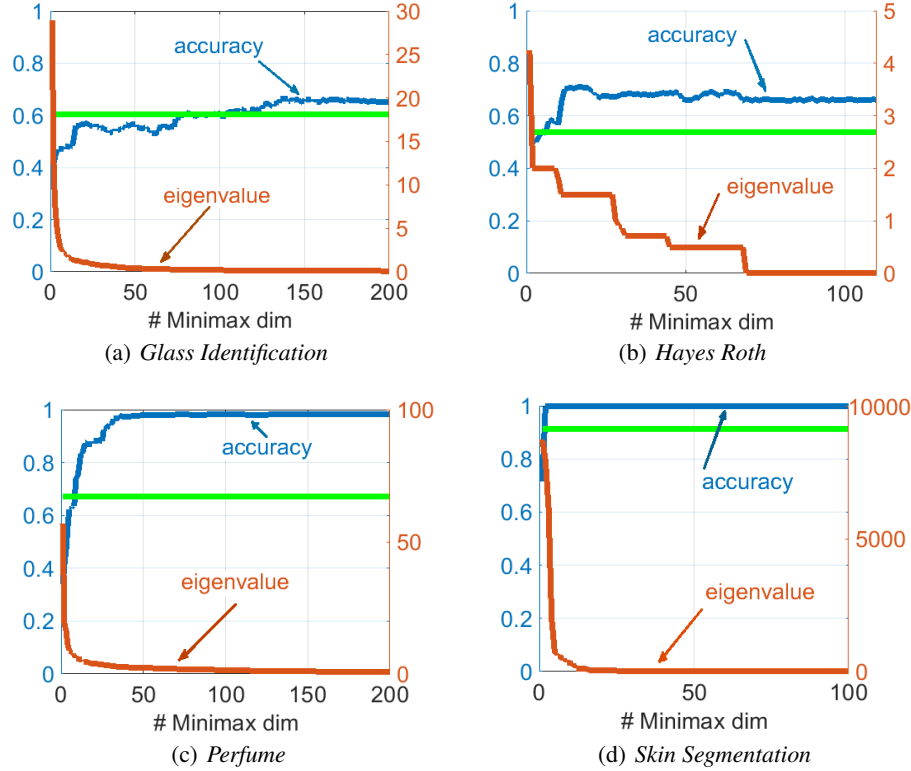 1
0.8
0.6
0.4
0.2
0
30
25
20
15
10
5
0
accuracy
eigenvalue
0 50 100 150 200
# Minimax dim
(a) Glass Identification
1
0.8
0.6
0.4
0.2
0
5
4
3
2
1
0
accuracy
eigenvalue
0 50 100
# Minimax dim
(b) Hayes Roth
1
0.8
0.6
0.4
0.2
0
100
50
0
accuracy
eigenvalue
0 50 100 150 200
# Minimax dim
(c) Perfume
1
0.8
0.6
0.4
0.2
0
10000
5000
0
accuracy
eigenvalue
0 50 100
# Minimax dim
(d) Skin Segmentation